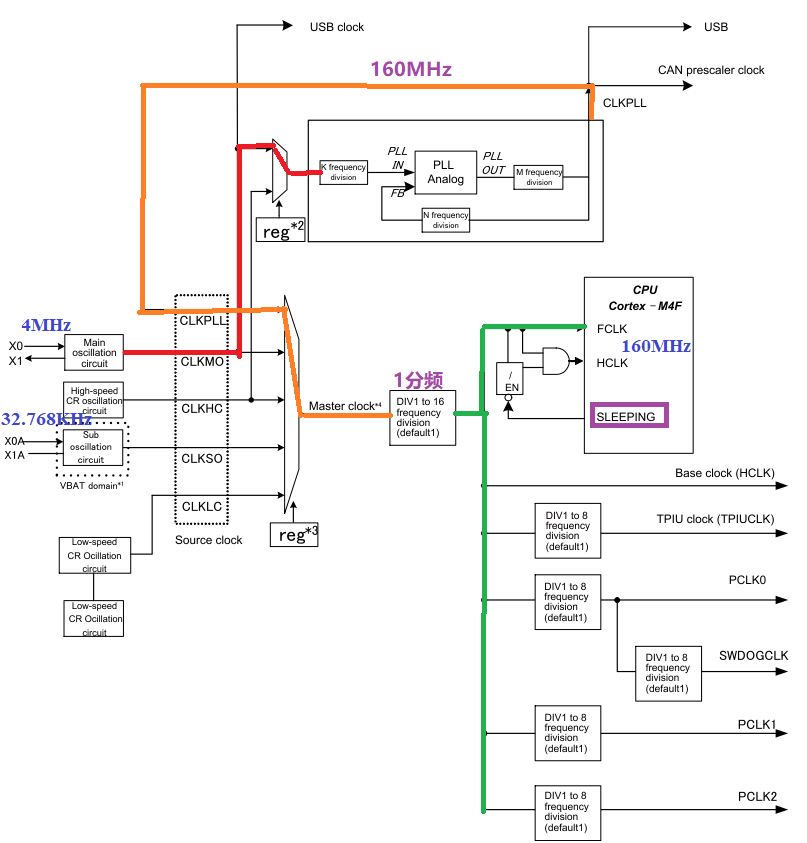 USB clock
USB
160MHz
CAN prescaler clock
CLKPLL
K frequency
division
PLL
IN
FB
PLL
Analog
PLL
OUT
M frequency
division
N frequency
division
reg*2
4MHz
X0
X1
Main
oscillation
circuit
High-speed
CR oscillation
circuit
32.768KHz
X0A
X1A
Sub
oscillation
circuit
VBAT domain*1
Low-speed
CR Ocillation
circuit
Low-speed
CR Ocillation
circuit
CLKPLL
CLKMO
CLKHC
CLKSO
CLKLC
Source clock
reg*3
Master clock*4
1分频
DIV1 to 16
frequency
division
(default1)
CPU
Cortex-M4F
FCLK
160MHz
HCLK
/
EN
SLEEPING
Base clock (HCLK)
DIV1 to 8
frequency
division
(default1)
TPIU clock (TPIUCLK)
DIV1 to 8
frequency
division
(default1)
PCLK0
DIV1 to 8
frequency
division
(default1)
SWDOGCLK
DIV1 to 8
frequency
division
(default1)
PCLK1
DIV1 to 8
frequency
division
(default1)
PCLK2